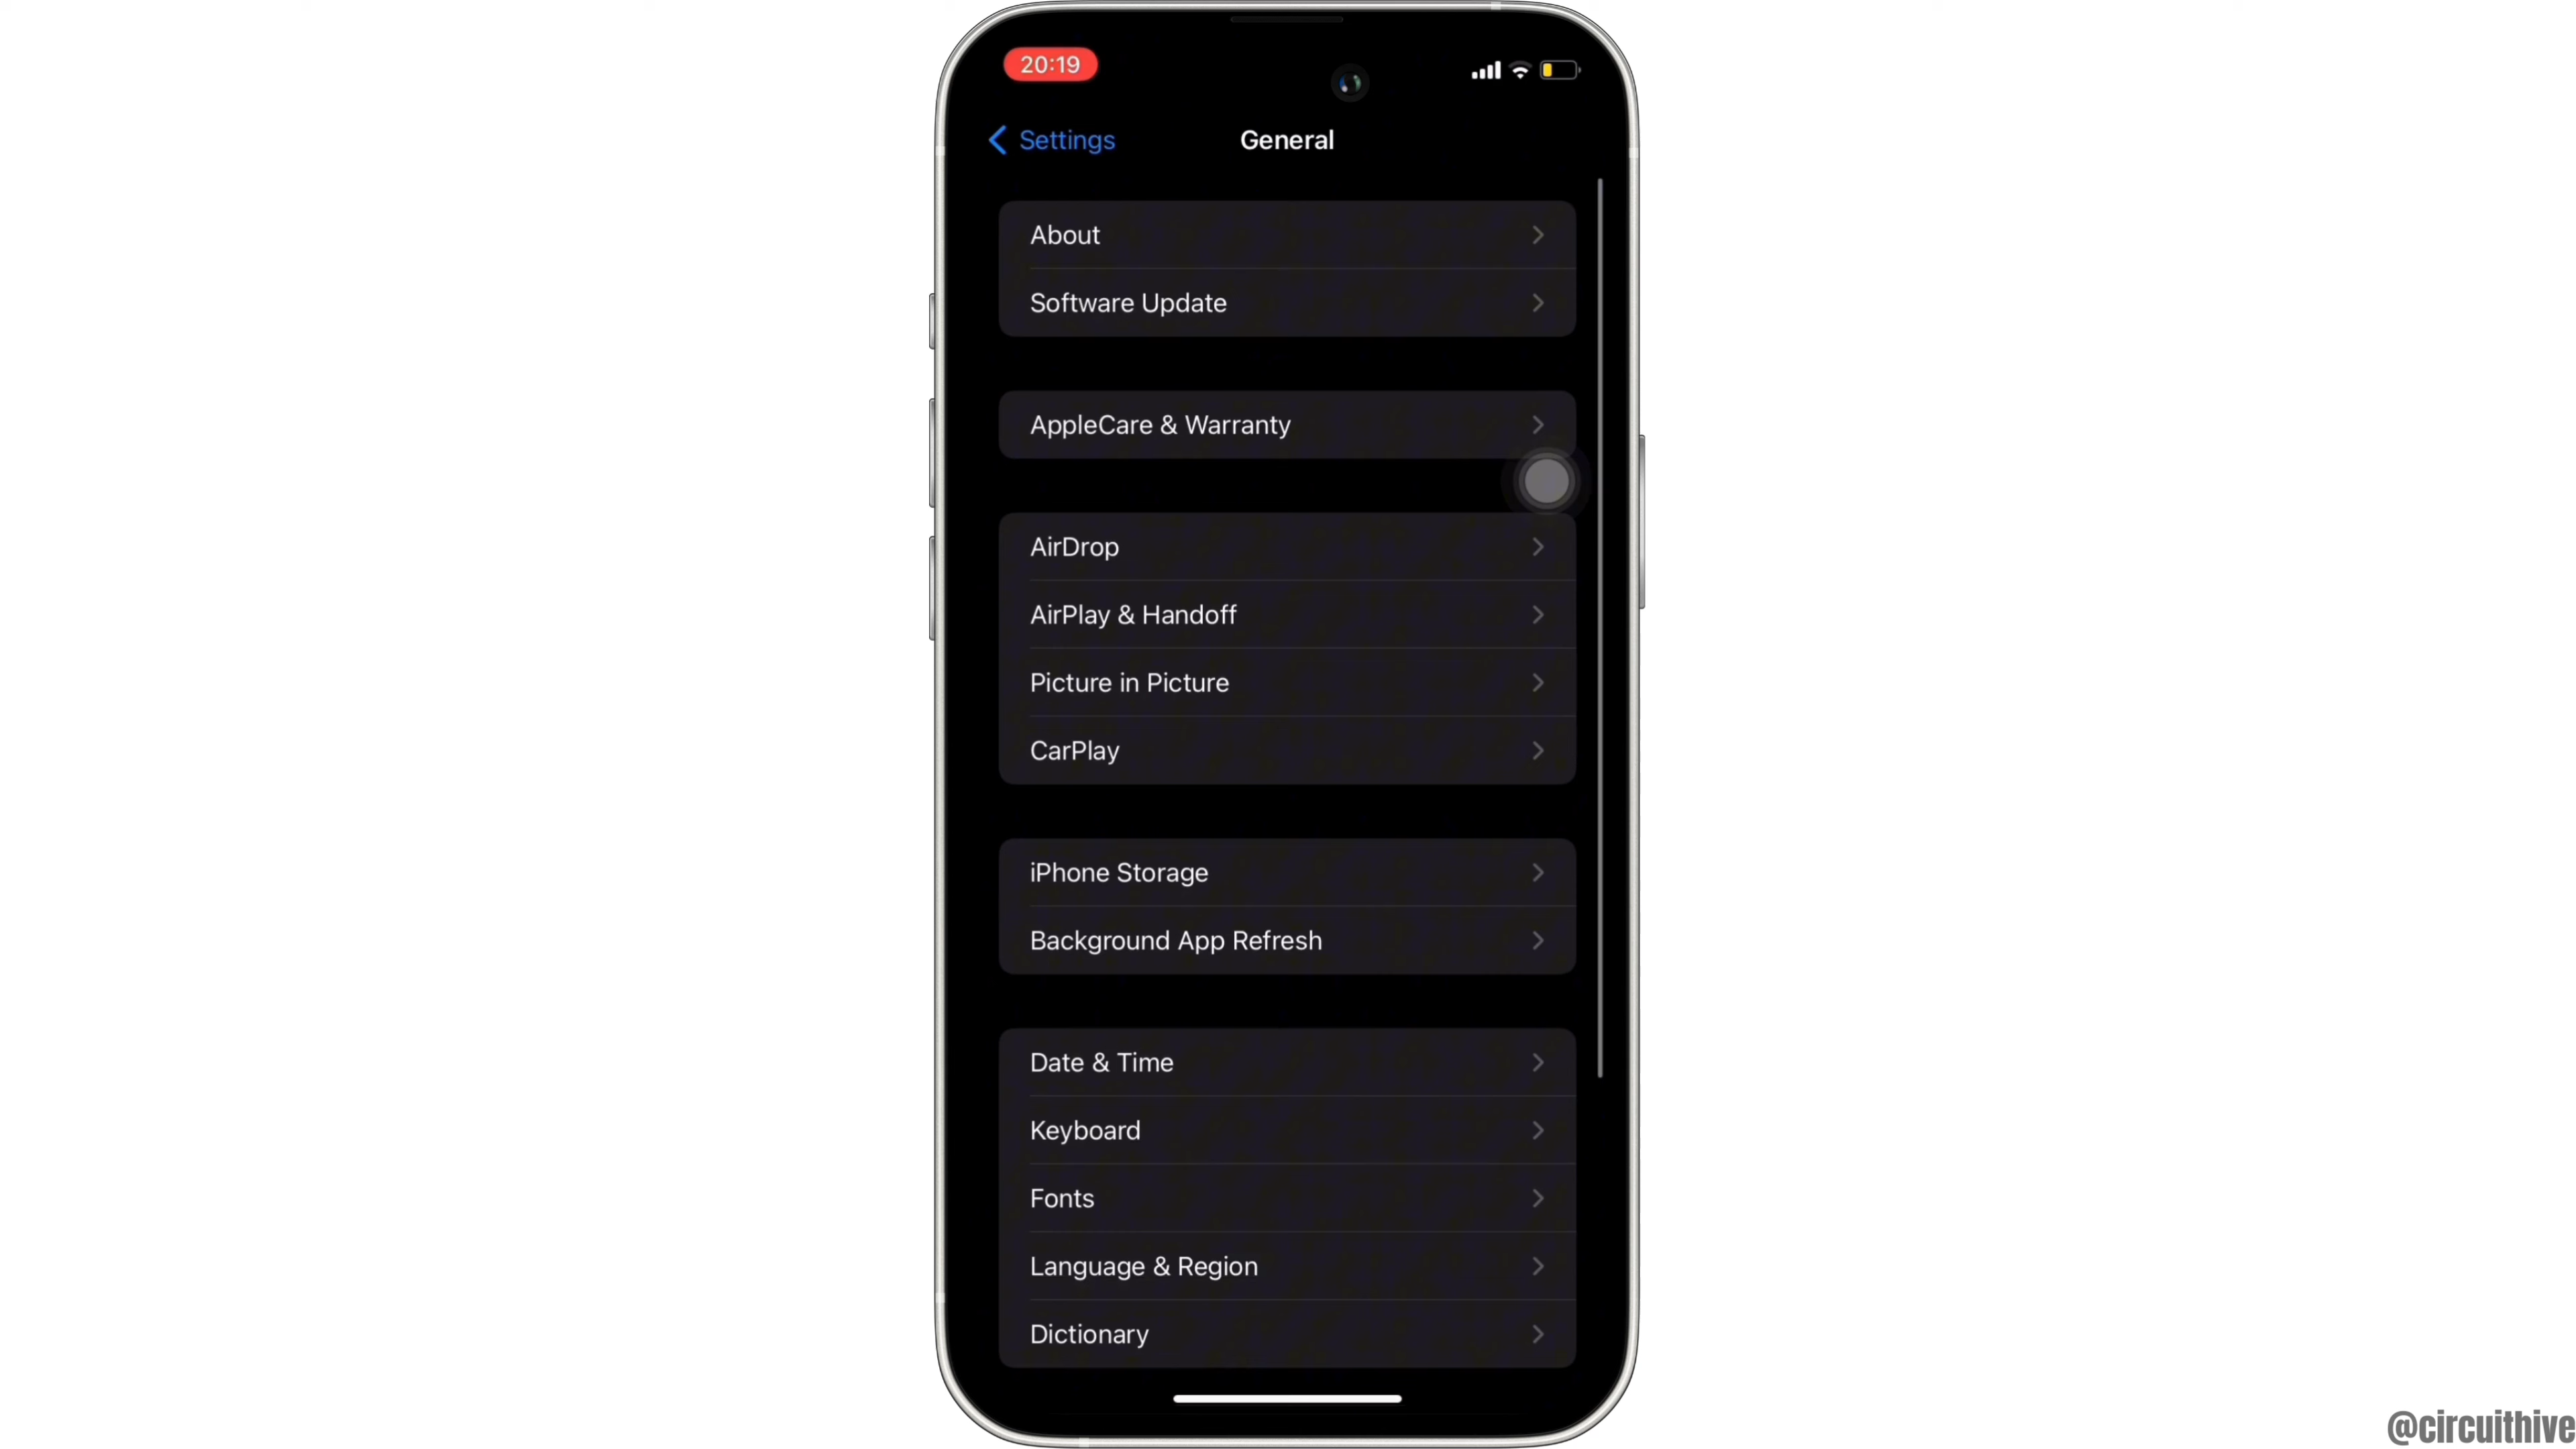 20:19
Settings
General
About
Software Update
AppleCare & Warranty
AirDrop
AirPlay & Handoff
Picture in Picture
CarPlay
iPhone Storage
Background App Refresh
Date & Time
Keyboard
Fonts
Language & Region
Dictionary
@circuithive